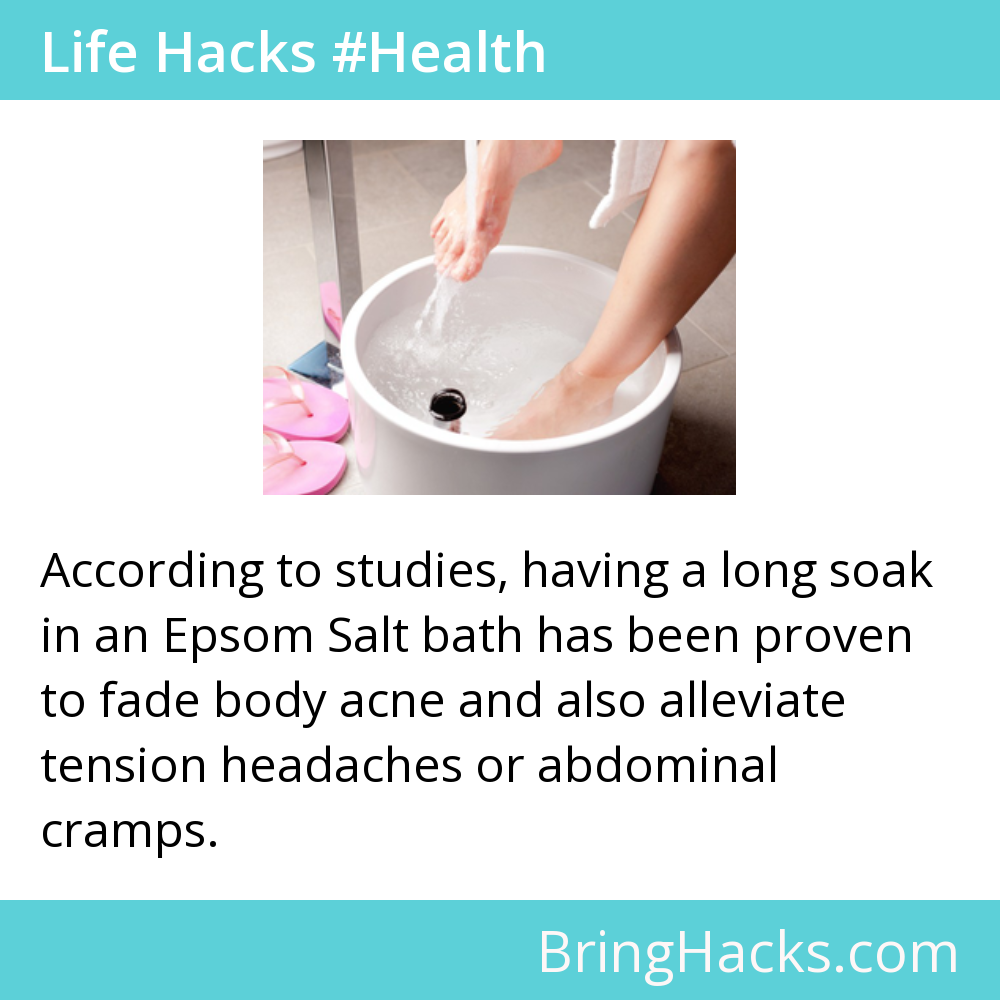 Life Hacks #Health
According to studies, having a long soak
in an Epsom Salt bath has been proven
to fade body acne and also alleviate
tension headaches or abdominal
cramps.
BringHacks.com